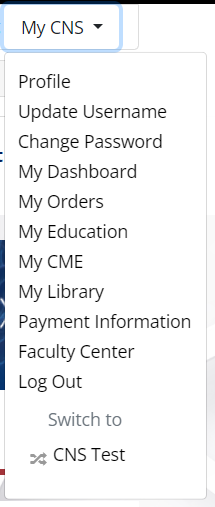 My CNS
Profile
Update Username
Change Password
My Dashboard
My Orders
My Education
My CME
My Library
Payment Information
Faculty Center
Log Out
Switch to
CNS Test